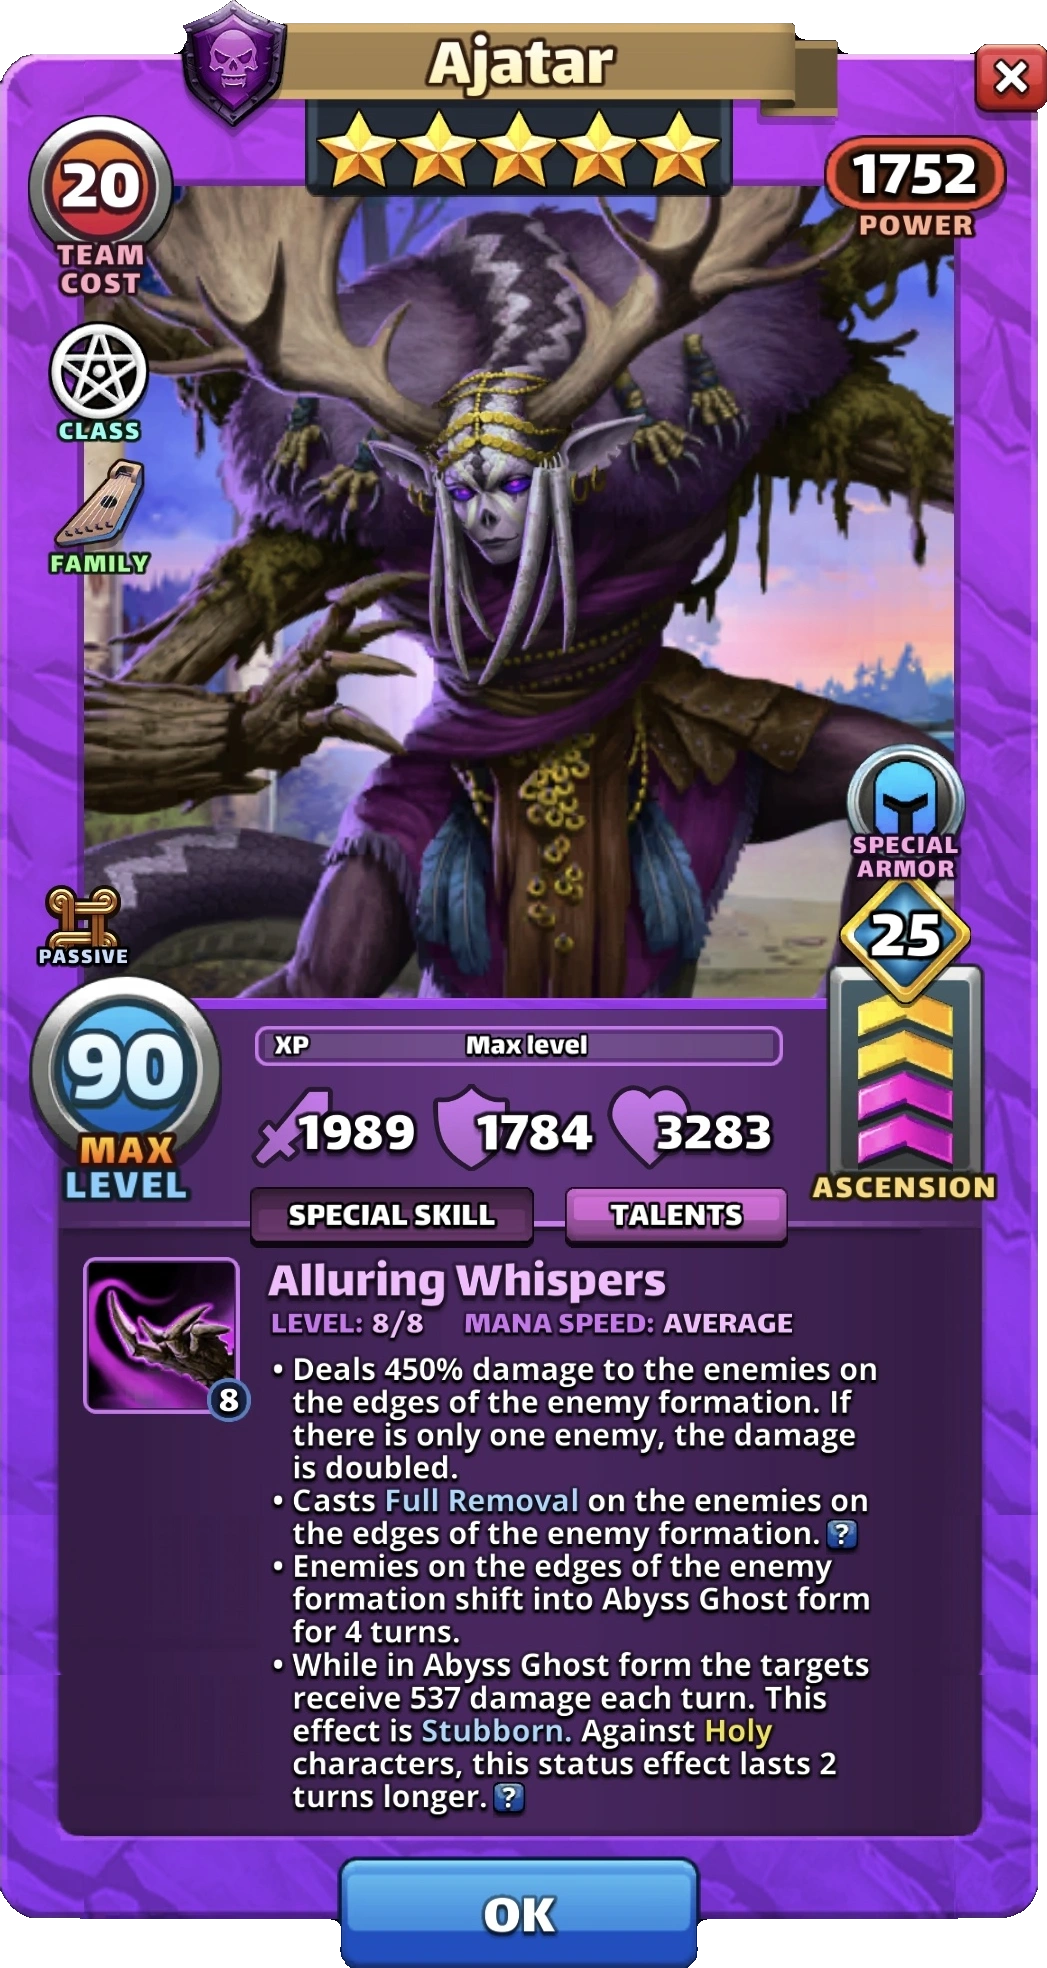 Ajatar
20
TEAM
COST
1752
POWER
CLASS
FAMILY
SPECIAL
ARMOR
25
PASSIVE
90
MAX
LEVEL
XP Max level
1989 1784 3283
ASCENSION
SPECIAL SKILL TALENTS
Alluring Whispers
LEVEL: 8/8 MANA SPEED: AVERAGE
8
• Deals 450% damage to the enemies on
the edges of the enemy formation. If
there is only one enemy, the damage
is doubled.
• Casts Full Removal on the enemies on
the edges of the enemy formation. ?
• Enemies on the edges of the enemy
formation shift into Abyss Ghost form
for 4 turns.
• While in Abyss Ghost form the targets
receive 537 damage each turn. This
effect is Stubborn. Against Holy
characters, this status effect lasts 2
turns longer. ?
OK